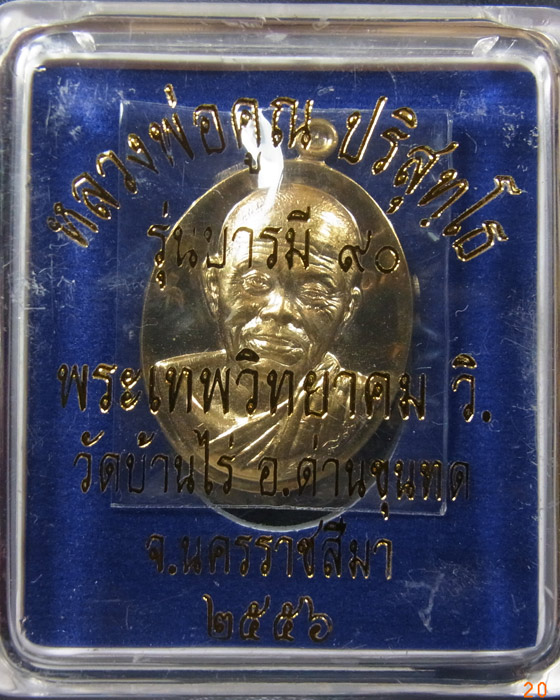 หลวงพ่อคูณ ปริสุทโธ
รุ่นบารมี ๙๐
พระเทพวิทยาคม วิ.
วัดบ้านไร่ อ.ด่านขุนทด
จ.นครราชสีมา
๒๕๕๖
20